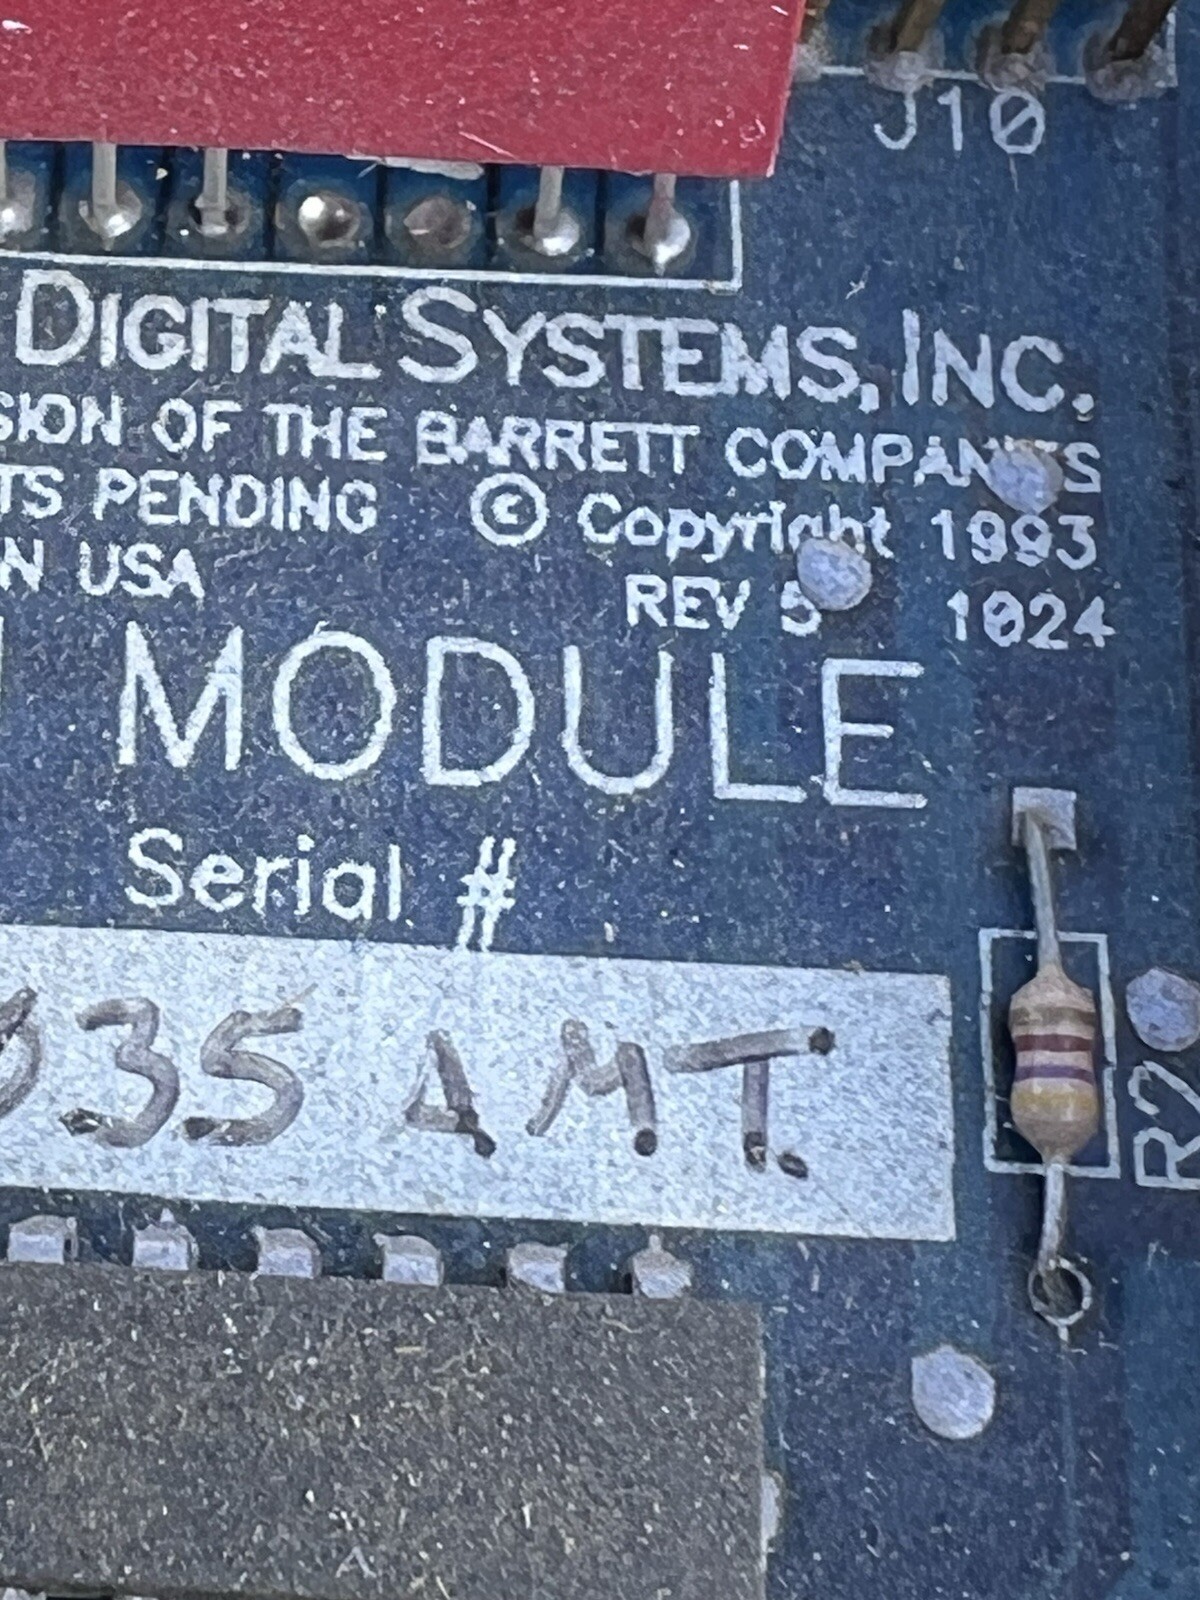 J10
DIGITAL SYSTEMS, INC.
SION OF THE BARRETT COMPANIES
TS PENDING © Copyright 1993
N USA REV 5 1024
MODULE
Serial #
035 AMT.
R2